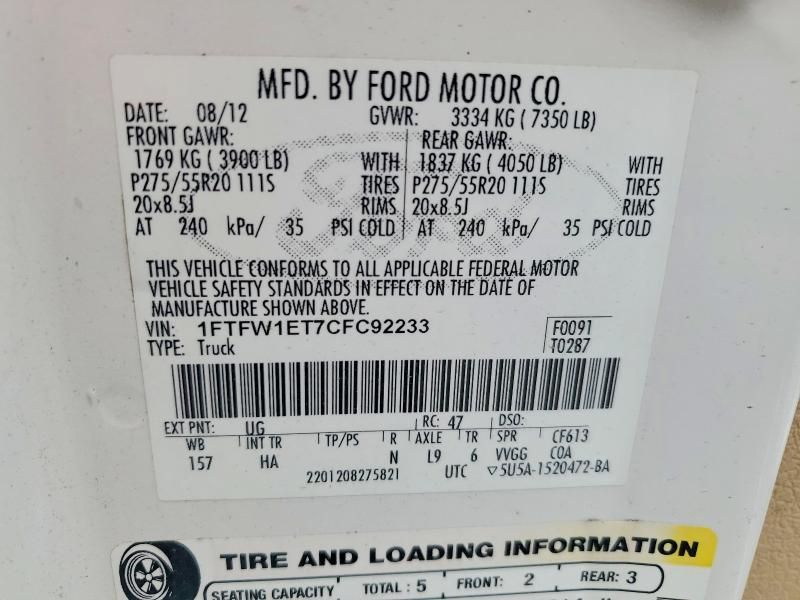 MFD. BY FORD MOTOR CO.
DATE: 08/12 GVWR: 3334 KG ( 7350 LB)
FRONT GAWR: REAR GAWR:
1769 KG ( 3900 LB) WITH 1837 KG ( 4050 LB) WITH
P275/55R20 111S TIRES P275/55R20 111S TIRES
20x8.5J RIMS 20x8.5J RIMS
AT 240 kPa/ 35 PSI COLD AT 240 kPa/ 35 PSI COLD
THIS VEHICLE CONFORMS TO ALL APPLICABLE FEDERAL MOTOR
VEHICLE SAFETY STANDARDS IN EFFECT ON THE DATE OF
MANUFACTURE SHOWN ABOVE.
VIN: 1FTFW1ET7CFC92233 F0091
TYPE: Truck T0287
EXT PNT: UG RC: 47 DSO:
WB INT TR TP/PS R AXLE TR SPR CF613
157 HA N L9 6 VVGG COA
2201208275821 UTC ▽5U5A-1520472-BA
TIRE AND LOADING INFORMATION
SEATING CAPACITY TOTAL : 5 FRONT: 2 REAR: 3